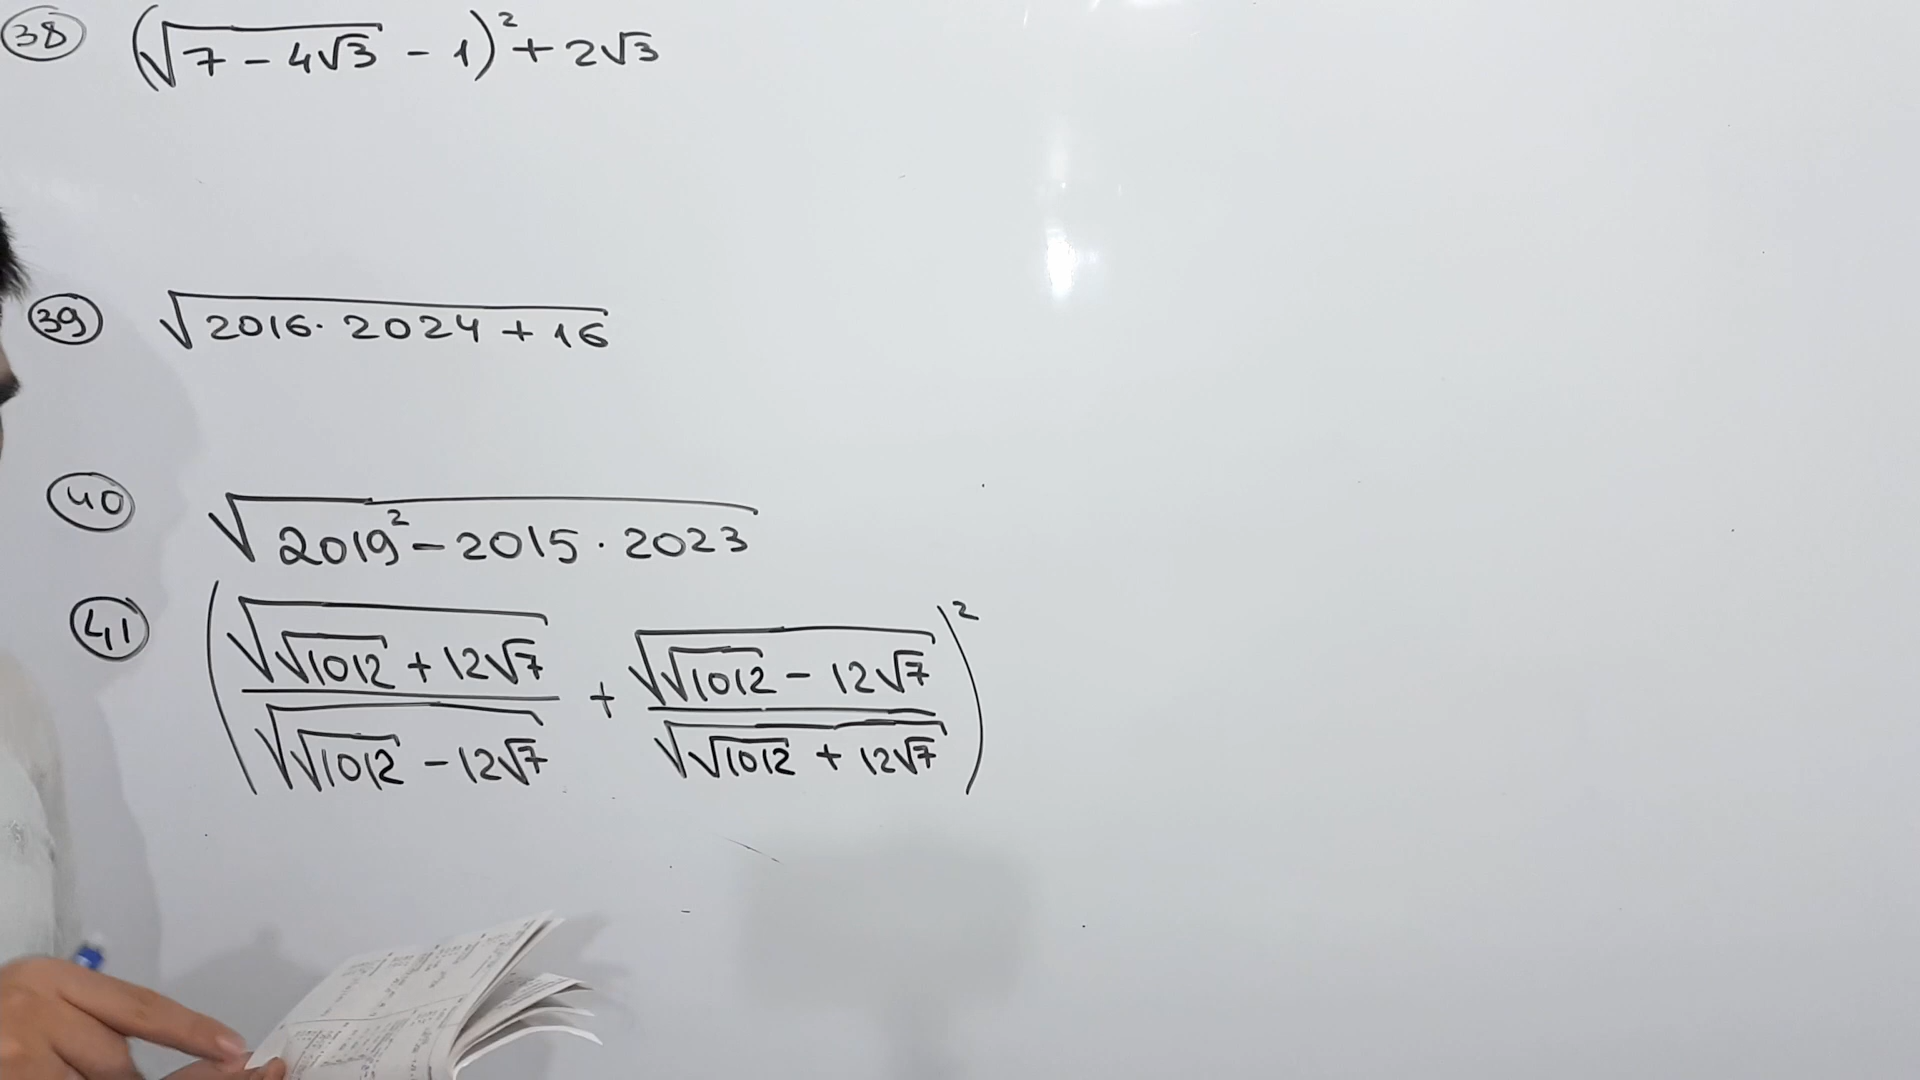 38 (√(7 - 4√3) - 1)² + 2√3
39 √(2016 · 2024 + 16)
40 √(2019² - 2015 · 2023)
41 (√(√1012 + 12√7) / √(√1012 - 12√7) + √(√1012 - 12√7) / √(√1012 + 12√7))²